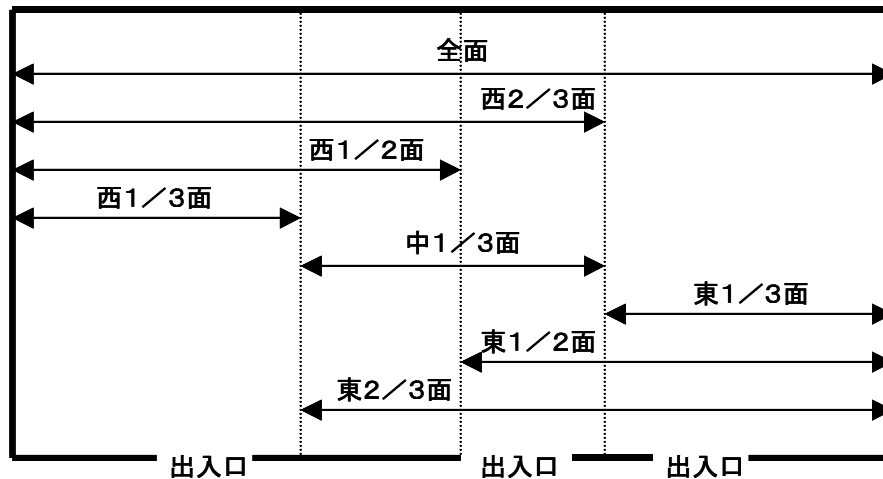 全面
西2／3面
西1／2面
西1／3面
中1／3面
東1／3面
東1／2面
東2／3面
出入口
出入口
出入口